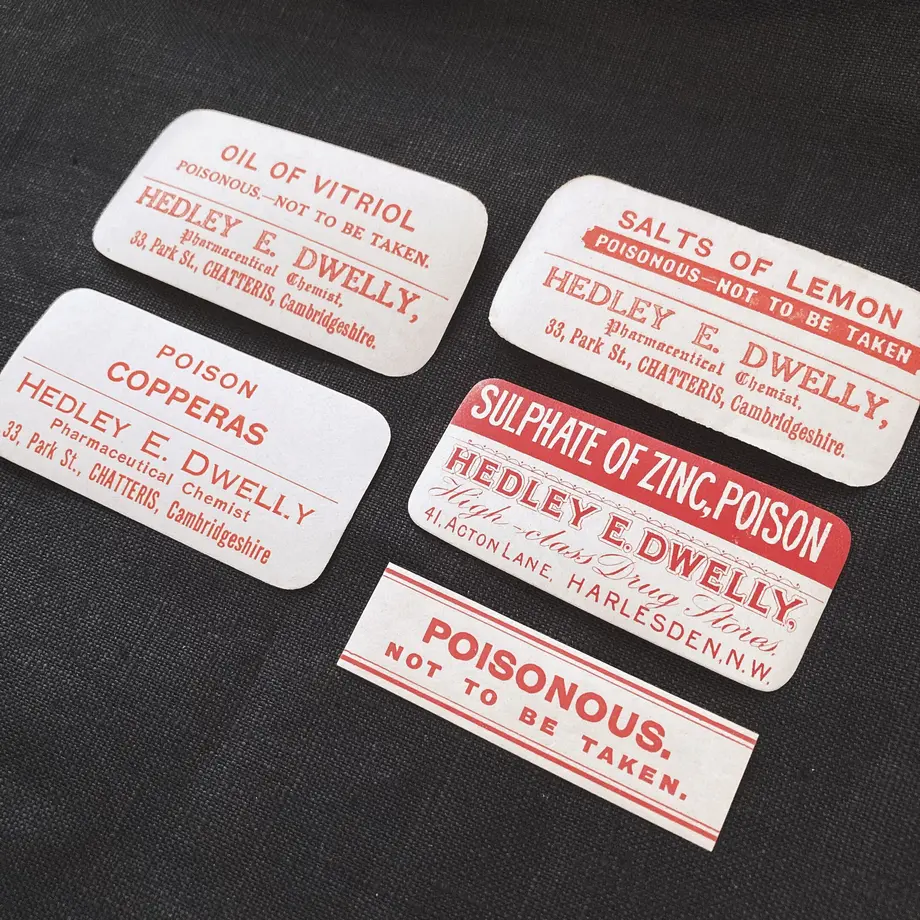 OIL OF VITRIOL
POISONOUS.—NOT TO BE TAKEN.
HEDLEY E. DWELLY,
Pharmaceutical Chemist,
33, Park St., CHATTERIS, Cambridgeshire.
SALTS OF LEMON
POISONOUS—NOT TO BE TAKEN
HEDLEY E. DWELLY,
Pharmaceutical Chemist,
33, Park St., CHATTERIS, Cambridgeshire.
POISON
COPPERAS
HEDLEY E. DWELLY
Pharmaceutical Chemist
33, Park St., CHATTERIS, Cambridgeshire
SULPHATE OF ZINC, POISON
HEDLEY E. DWELLY,
High-class Drug Stores,
41, ACTON LANE, HARLESDEN, N.W.
POISONOUS.
NOT TO BE TAKEN.